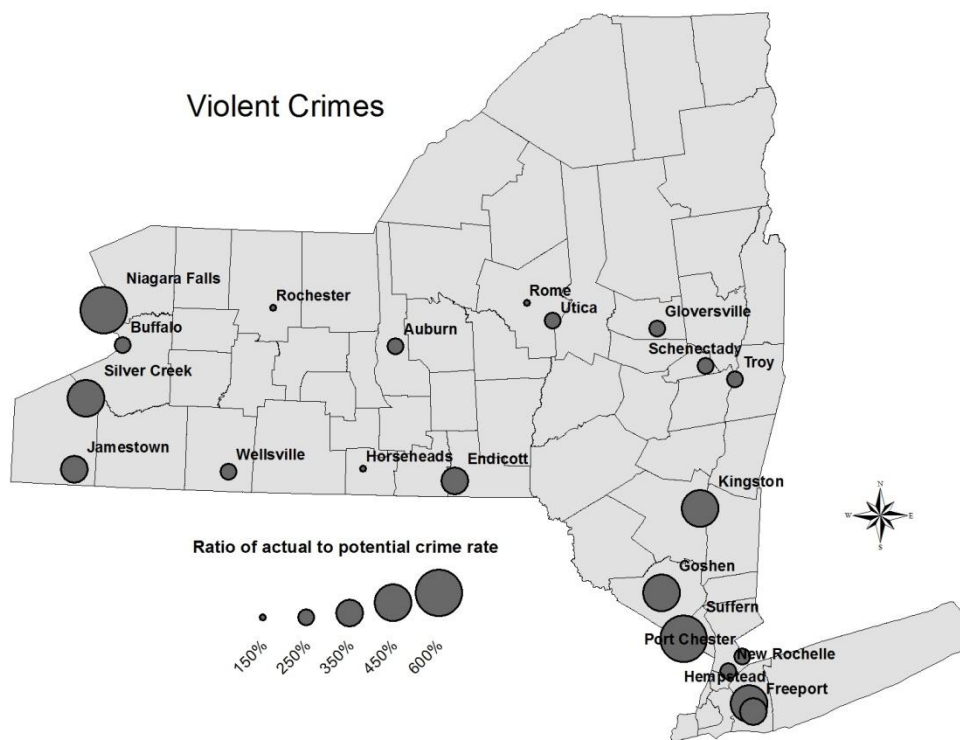 Violent Crimes
Niagara Falls
Rochester
Rome
Utica
Gloversville
Buffalo
Auburn
Schenectady
Troy
Silver Creek
Jamestown
Wellsville
Horseheads
Endicott
Kingston
N
W
E
S
Ratio of actual to potential crime rate
150%
250%
350%
450%
600%
Goshen
Suffern
Port Chester
New Rochelle
Hempstead
Freeport